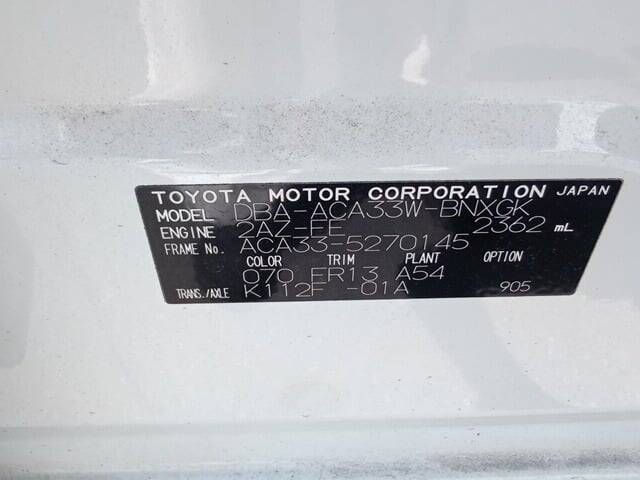 TOYOTA MOTOR CORPORATION JAPAN
MODEL DBA-ACA33W-BNXGK
ENGINE 2AZ-FE 2362 mL
FRAME No. ACA33-5270145
COLOR TRIM PLANT OPTION
070 FR13 A54
TRANS./AXLE K112F -01A 905